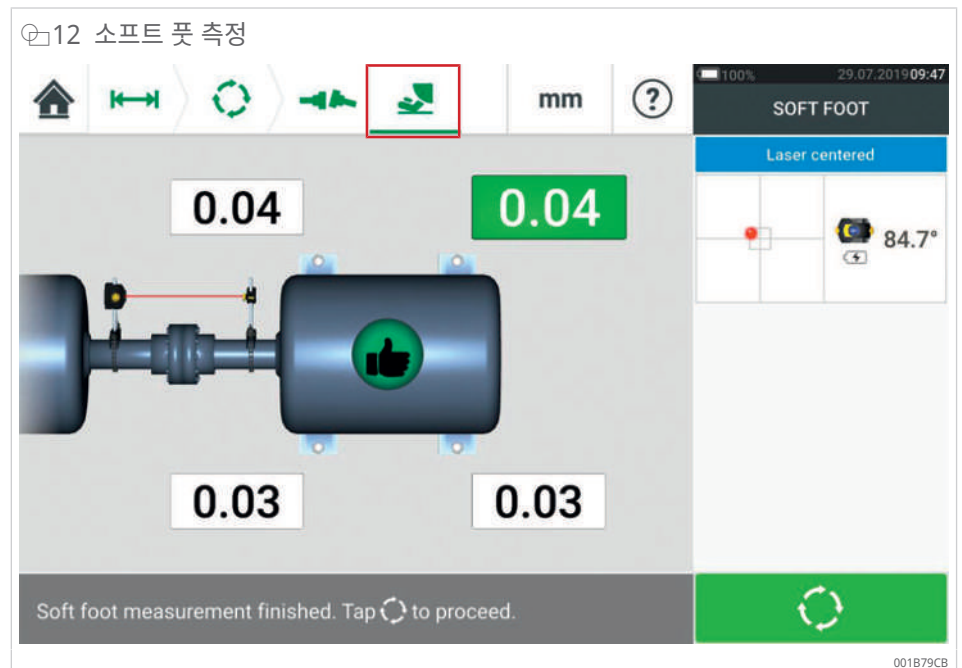 12 소프트 풋 측정
mm
?
100% 29.07.2019 09:47
SOFT FOOT
Laser centered
84.7°
0.04
0.04
0.03
0.03
Soft foot measurement finished. Tap to proceed.
001B79CB